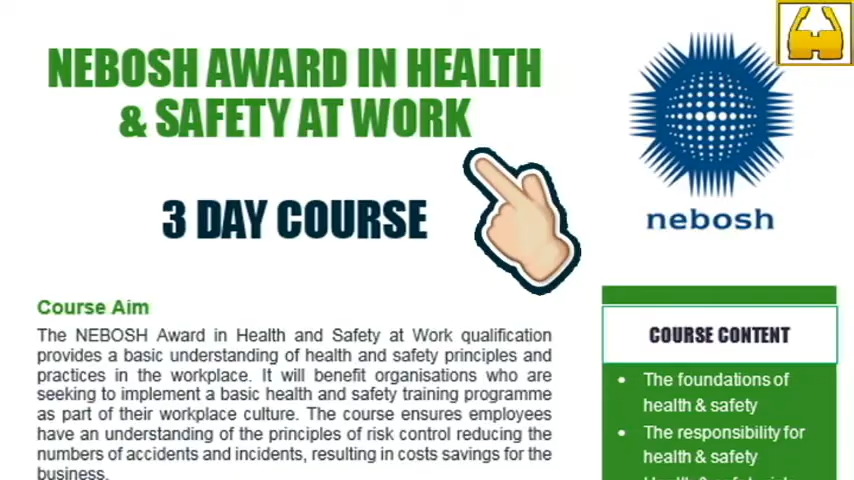 NEBOSH AWARD IN HEALTH
& SAFETY AT WORK
3 DAY COURSE
nebosh
Course Aim
The NEBOSH Award in Health and Safety at Work qualification
provides a basic understanding of health and safety principles and
practices in the workplace. It will benefit organisations who are
seeking to implement a basic health and safety training programme
as part of their workplace culture. The course ensures employees
have an understanding of the principles of risk control reducing the
numbers of accidents and incidents, resulting in costs savings for the
business.
COURSE CONTENT
• The foundations of
health & safety
• The responsibility for
health & safety